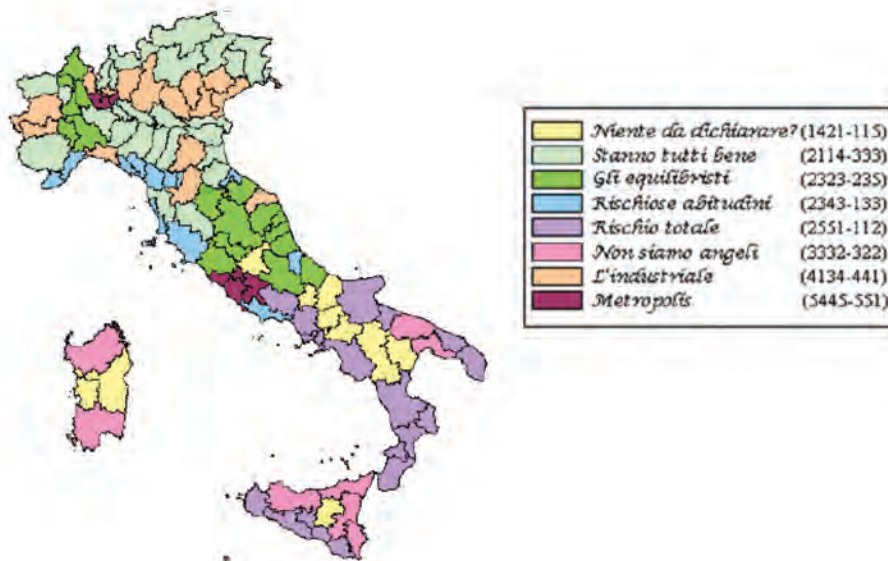 Niente da dichiarare? (1421-115)
Stanno tutti bene (2114-333)
Gli equilibristi (2323-235)
Rischiose abitudini (2343-133)
Rischio totale (2551-112)
Non siamo angeli (3332-322)
L'industriale (4134-441)
Metropolis (5445-551)